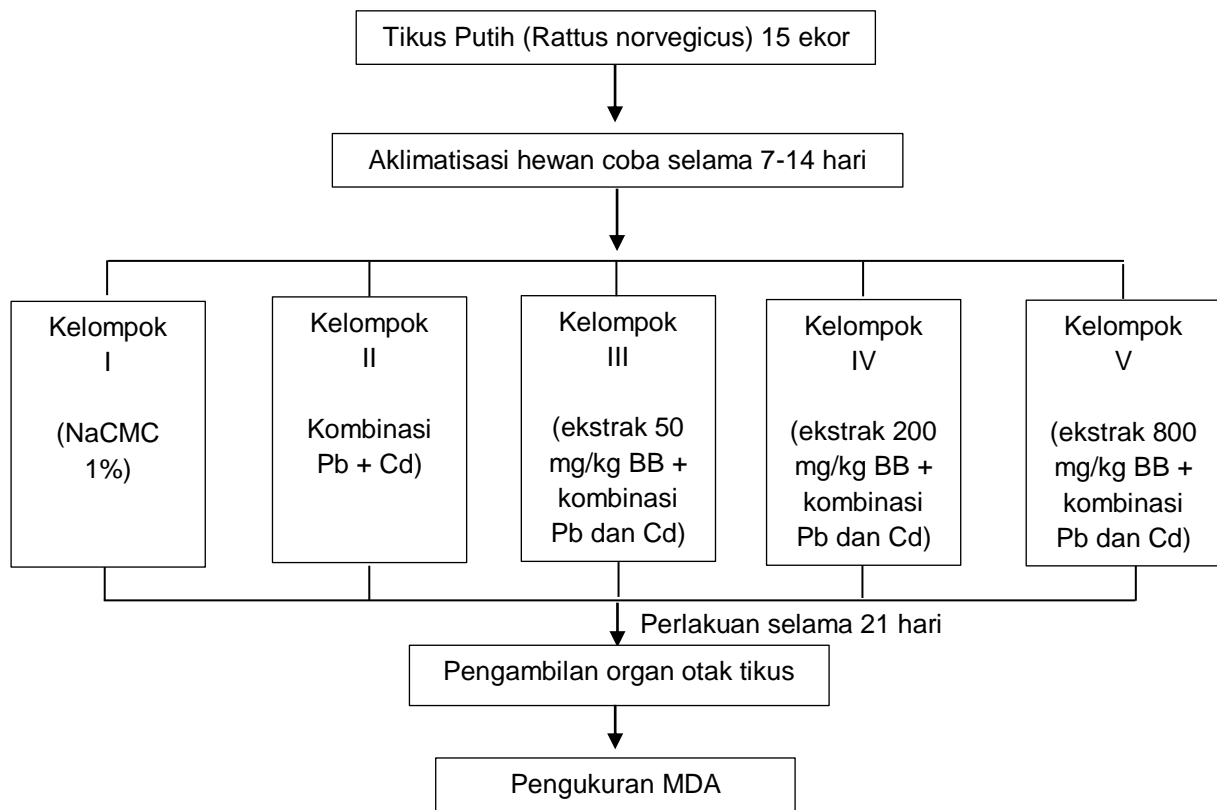 Tikus Putih (Rattus norvegicus) 15 ekor
Aklimatisasi hewan coba selama 7-14 hari
Kelompok
I
(NaCMC
1%)
Kelompok
II
Kombinasi
Pb + Cd)
Kelompok
III
(ekstrak 50
mg/kg BB +
kombinasi
Pb dan Cd)
Kelompok
IV
(ekstrak 200
mg/kg BB +
kombinasi
Pb dan Cd)
Kelompok
V
(ekstrak 800
mg/kg BB +
kombinasi
Pb dan Cd)
Perlakuan selama 21 hari
Pengambilan organ otak tikus
Pengukuran MDA